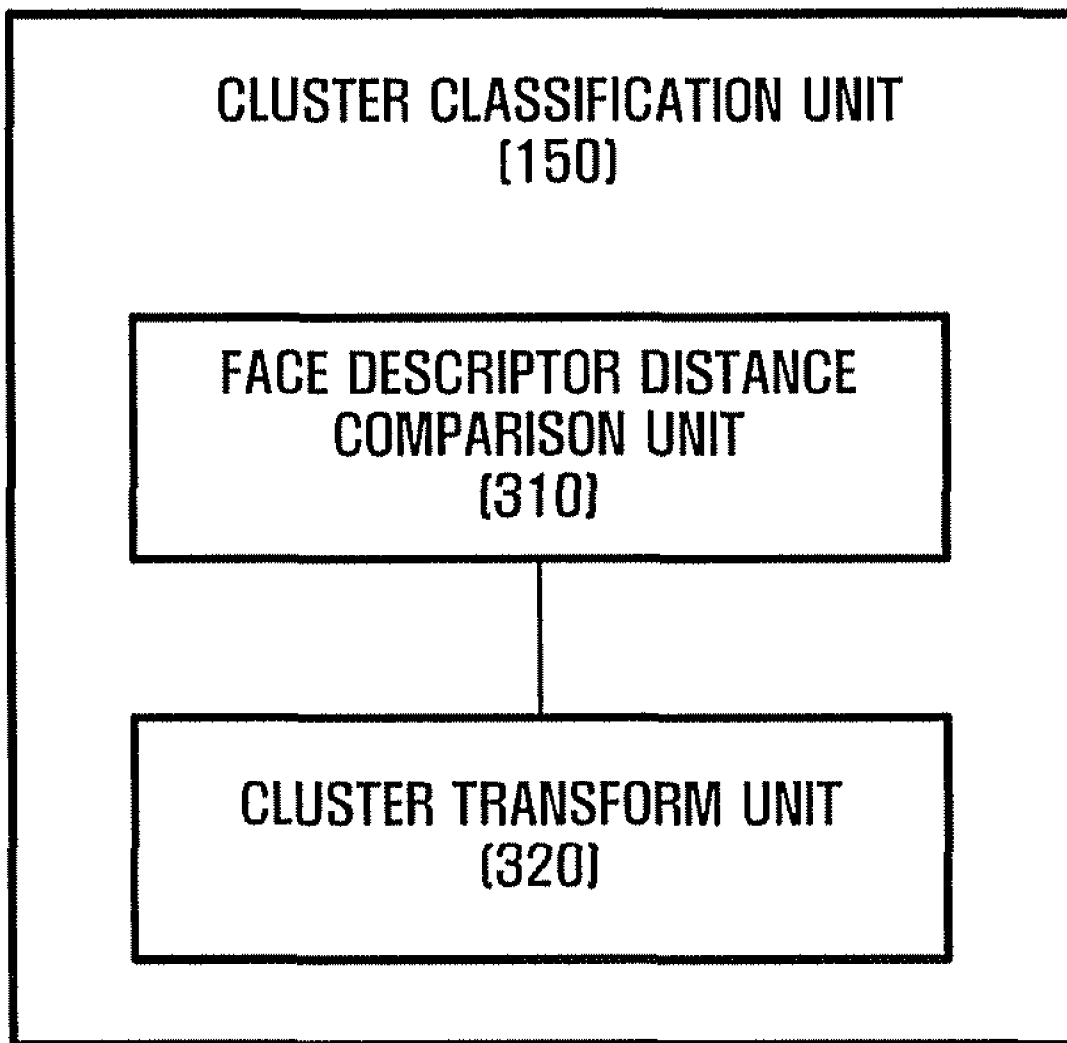 CLUSTER CLASSIFICATION UNIT
(150)
FACE DESCRIPTOR DISTANCE
COMPARISON UNIT
(310)
CLUSTER TRANSFORM UNIT
(320)